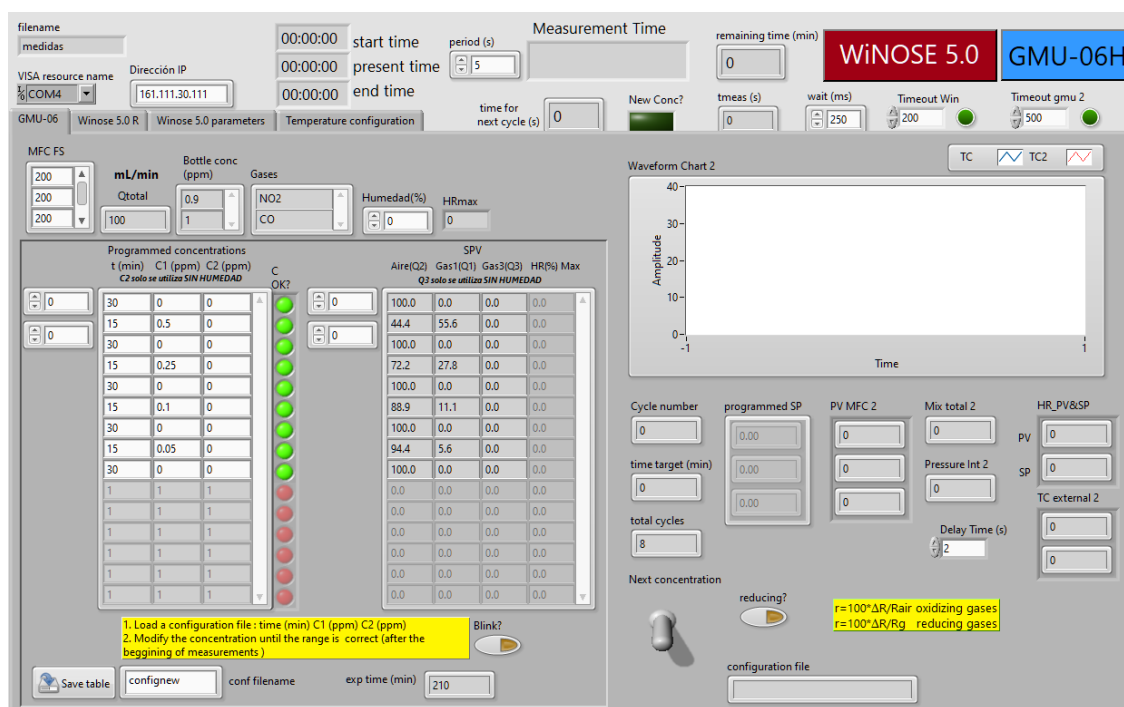 filename
medidas
VISA resource name
COM4
Dirección IP
161.111.30.111
00:00:00 start time
00:00:00 present time
00:00:00 end time
period (s)
5
Measurement Time
time for
next cycle (s)
0
remaining time (min)
0
WiNOSE 5.0
GMU-06H
New Conc?
tmeas (s)
0
wait (ms)
250
Timeout Win
200
Timeout gmu 2
500
GMU-06
Winose 5.0 R
Winose 5.0 parameters
Temperature configuration
MFC FS
200
200
200
mL/min
Qtotal
100
Bottle conc
(ppm)
0.9
1
Gases
NO2
CO
Humedad(%)
0
HRmax
0
Programmed concentrations
t (min) C1 (ppm) C2 (ppm)
C2 solo se utiliza SIN HUMEDAD
C
OK?
0
0
30 0 0
15 0.5 0
30 0 0
15 0.25 0
30 0 0
15 0.1 0
30 0 0
15 0.05 0
30 0 0
1 1 1
1 1 1
1 1 1
1 1 1
1 1 1
1 1 1
SPV
Aire(Q2) Gas1(Q1) Gas3(Q3) HR(%) Max
Q3 solo se utiliza SIN HUMEDAD
0
0
100.0 0.0 0.0 0.0
44.4 55.6 0.0 0.0
100.0 0.0 0.0 0.0
72.2 27.8 0.0 0.0
100.0 0.0 0.0 0.0
88.9 11.1 0.0 0.0
100.0 0.0 0.0 0.0
94.4 5.6 0.0 0.0
100.0 0.0 0.0 0.0
0.0 0.0 0.0 0.0
0.0 0.0 0.0 0.0
0.0 0.0 0.0 0.0
0.0 0.0 0.0 0.0
0.0 0.0 0.0 0.0
0.0 0.0 0.0 0.0
1. Load a configuration file : time (min) C1 (ppm) C2 (ppm)
2. Modify the concentration until the range is correct (after the
beggining of measurements )
Blink?
Save table
confignew
conf filename
exp time (min)
210
Waveform Chart 2
TC
TC2
Amplitude
40
30
20
10
0
-1
1
Time
Cycle number
0
programmed SP
0.00
0.00
0.00
PV MFC 2
0
0
0
Mix total 2
0
HR_PV&SP
PV 0
SP 0
time target (min)
0
Pressure Int 2
0
TC external 2
0
0
total cycles
8
Delay Time (s)
2
Next concentration
reducing?
r=100*ΔR/Rair oxidizing gases
r=100*ΔR/Rg reducing gases
configuration file